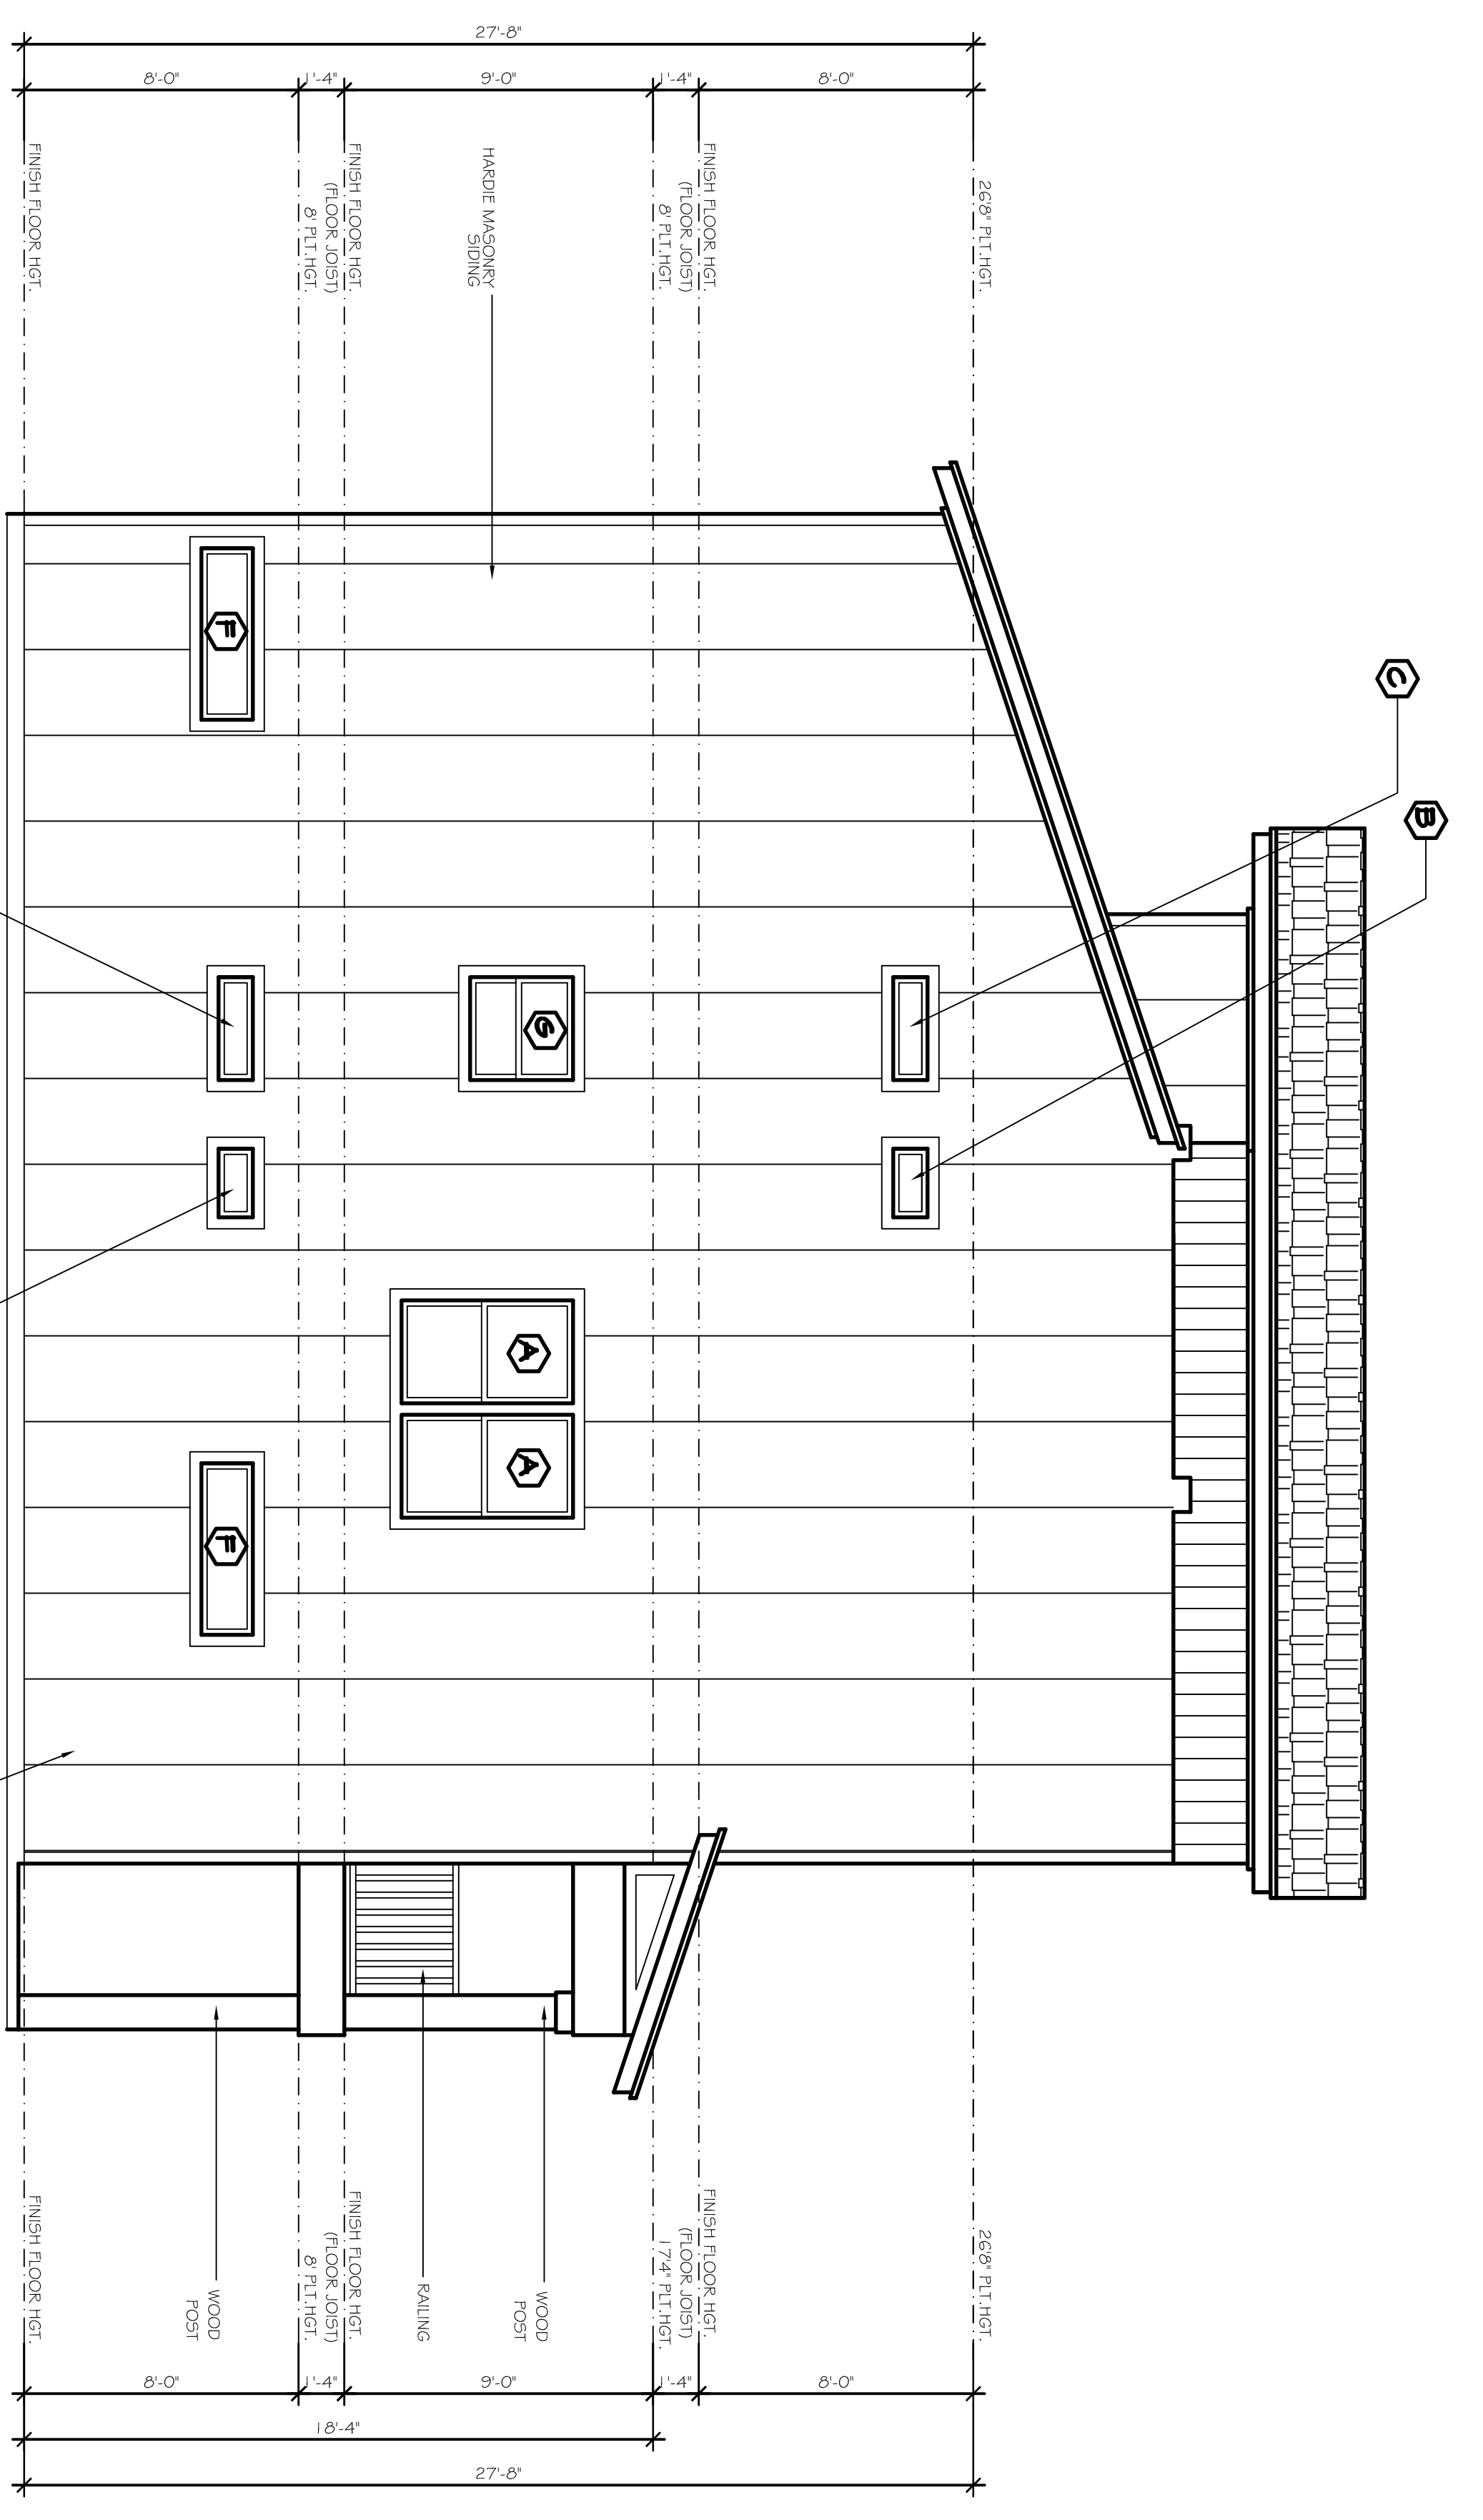 27'-8"
8'-0"
1'-4"
9'-0"
1'-4"
8'-0"
26'8" PLT.HGT.
FINISH FLOOR HGT.
(FLOOR JOIST)
8' PLT.HGT.
HARDIE MASONRY
SIDING
FINISH FLOOR HGT.
(FLOOR JOIST)
8' PLT.HGT.
FINISH FLOOR HGT.
C
B
G
A
A
F
F
26'8" PLT.HGT.
FINISH FLOOR HGT.
(FLOOR JOIST)
17'4" PLT.HGT.
WOOD
POST
RAILING
FINISH FLOOR HGT.
(FLOOR JOIST)
8' PLT.HGT.
WOOD
POST
FINISH FLOOR HGT.
8'-0"
1'-4"
9'-0"
1'-4"
8'-0"
18'-4"
27'-8"